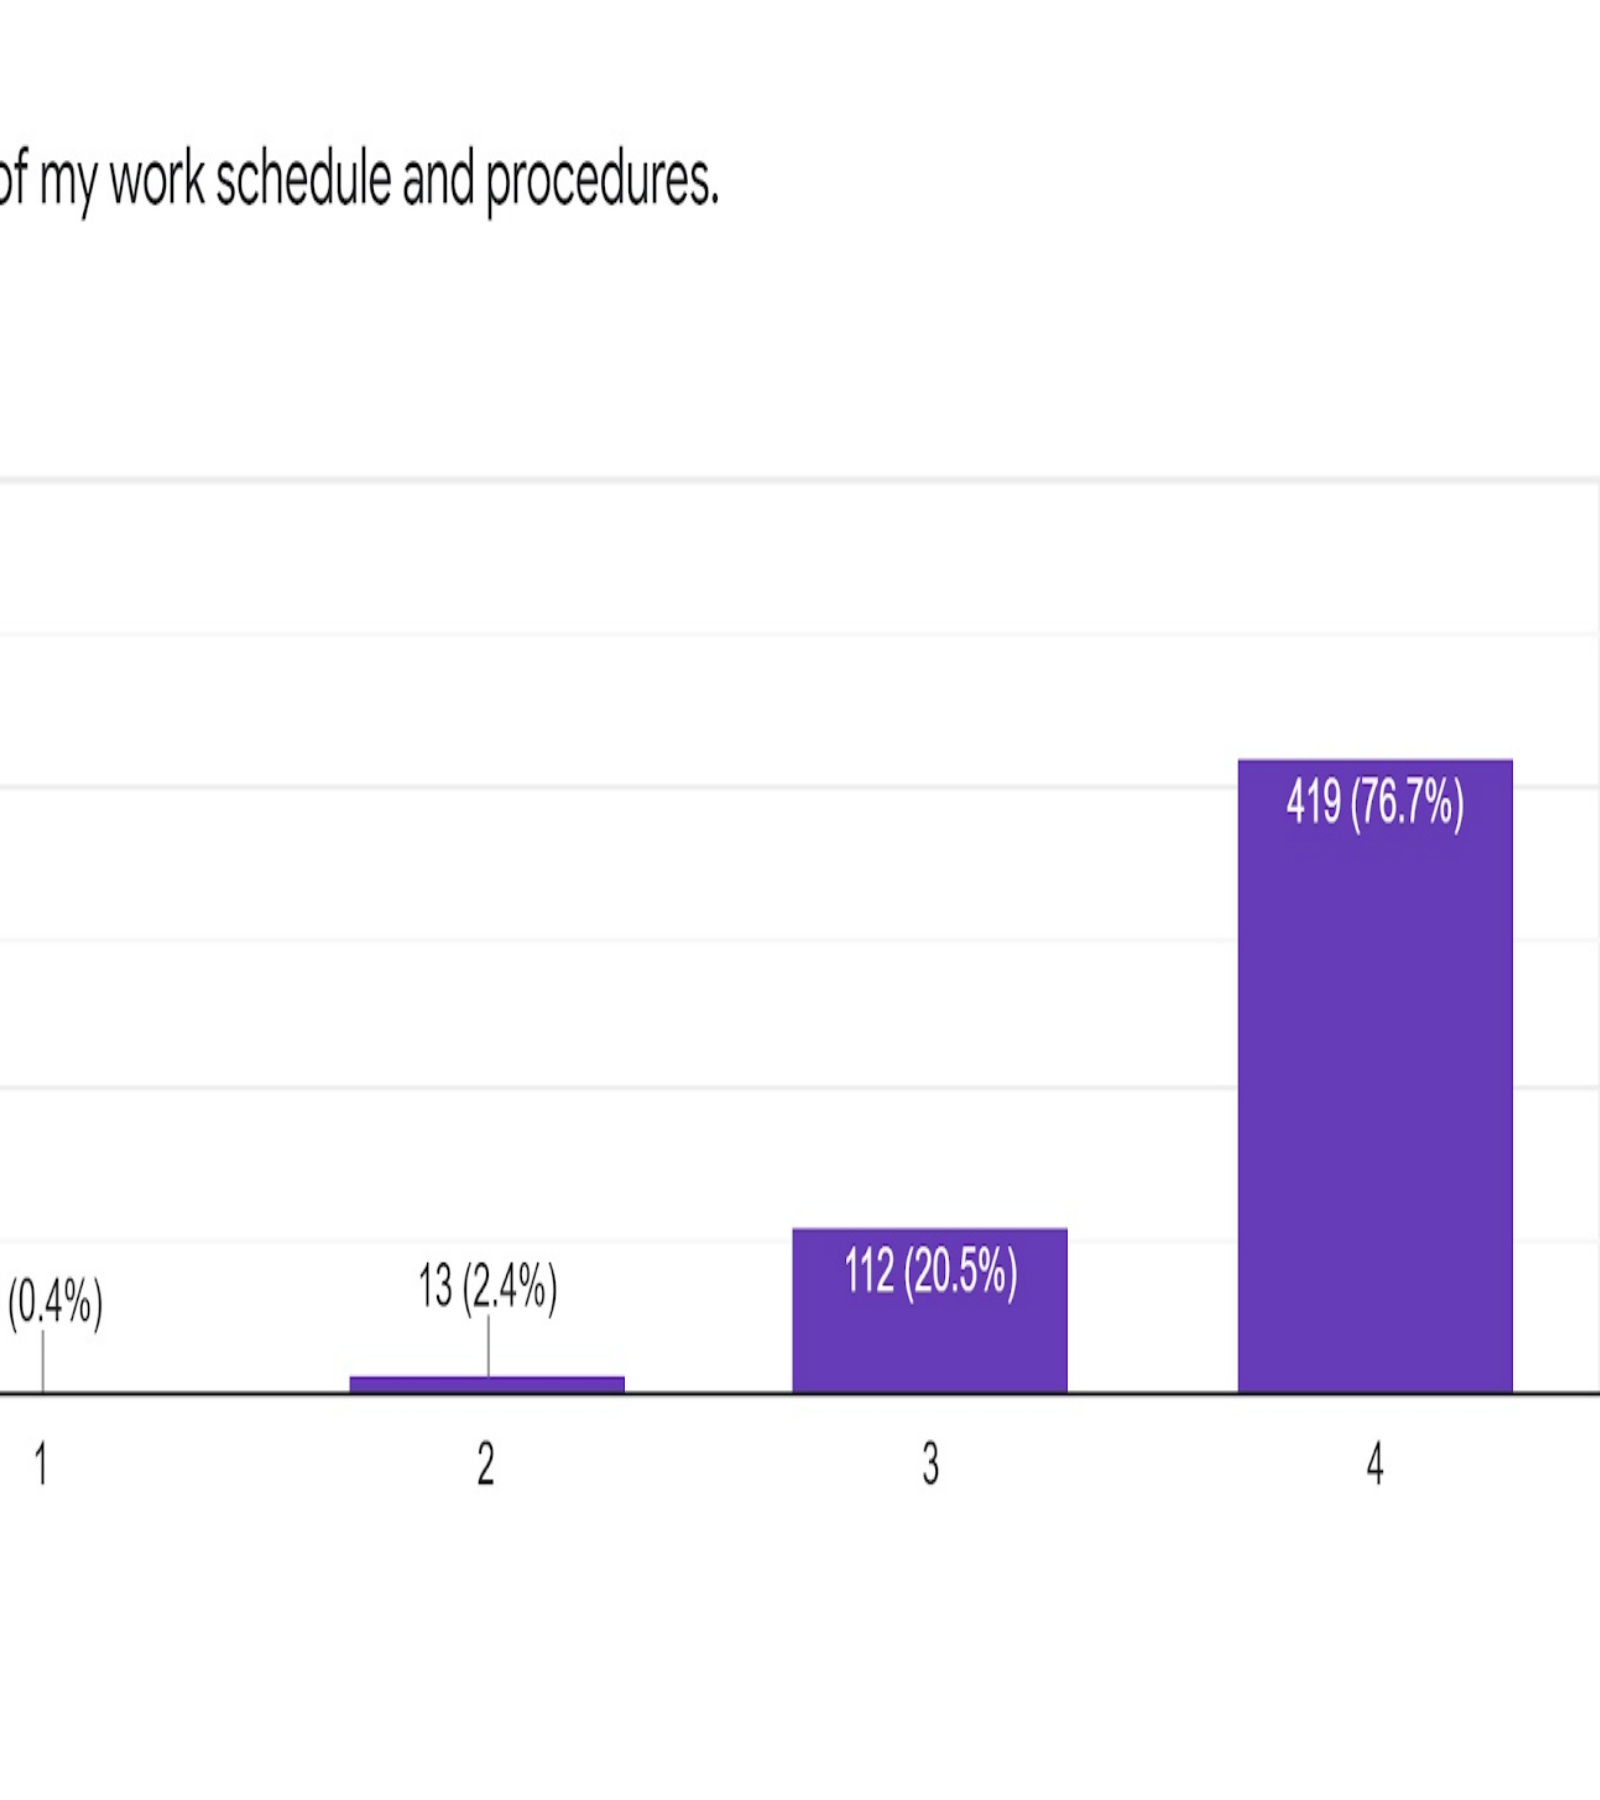 of my work schedule and procedures.
419 (76.7%)
112 (20.5%)
13 (2.4%)
(0.4%)
1 2 3 4